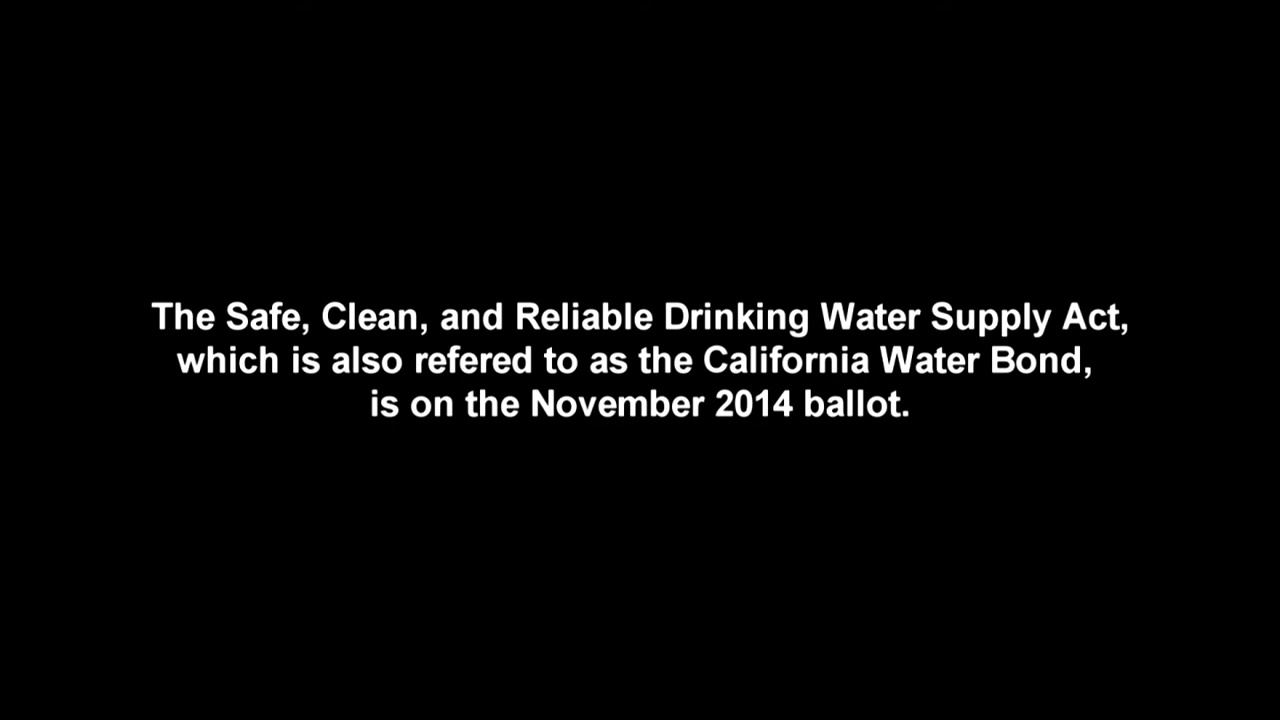 The Safe, Clean, and Reliable Drinking Water Supply Act,
which is also refered to as the California Water Bond,
is on the November 2014 ballot.